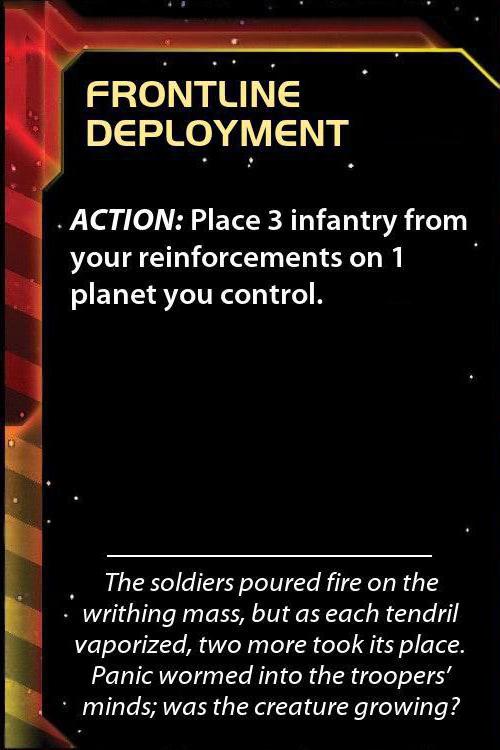 FRONTLINE
DEPLOYMENT
ACTION: Place 3 infantry from
your reinforcements on 1
planet you control.
The soldiers poured fire on the
writhing mass, but as each tendril
vaporized, two more took its place.
Panic wormed into the troopers’
minds; was the creature growing?